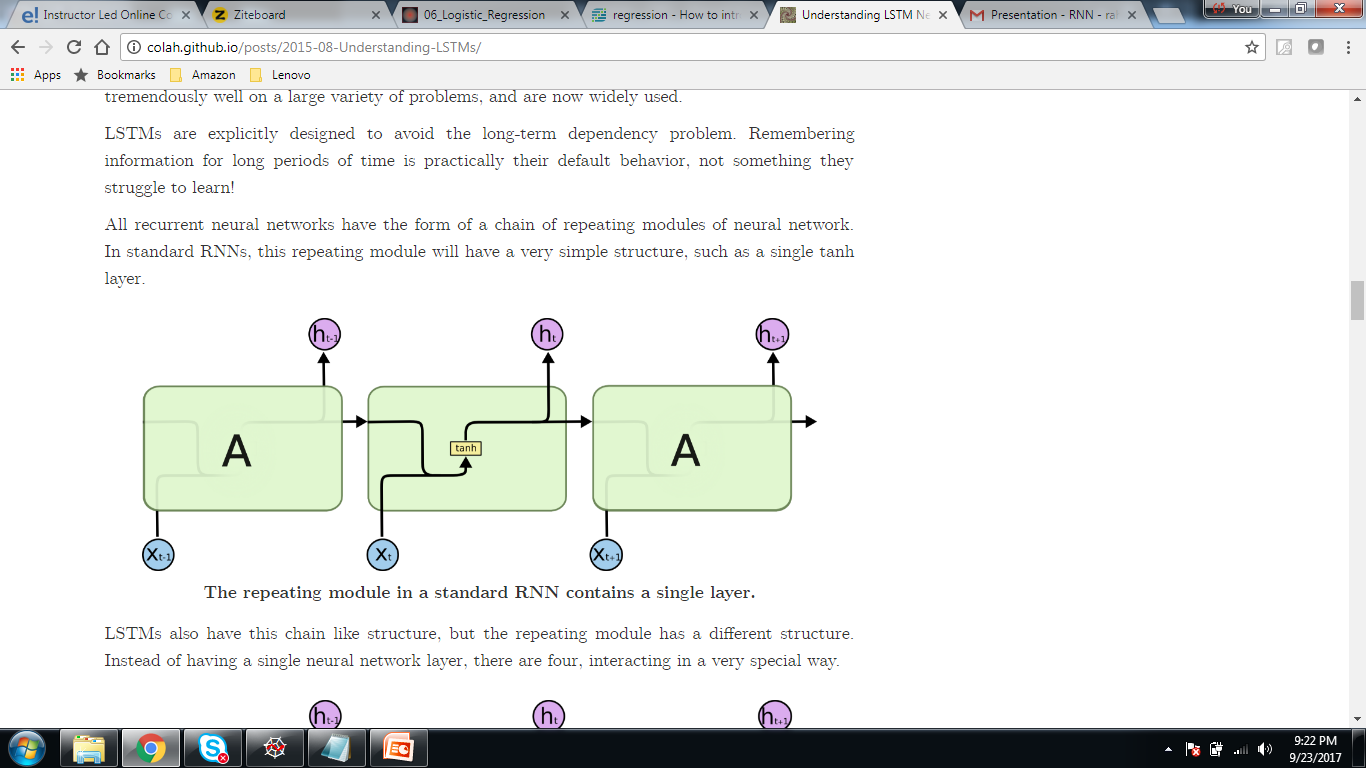 Instructor Led Online Co
Ziteboard
06_Logistic_Regression
regression - How to inte
Understanding LSTM Ne
Presentation - RNN - ra
You
colah.github.io/posts/2015-08-Understanding-LSTMs/
Apps
Bookmarks
Amazon
Lenovo
tremendously well on a large variety of problems, and are now widely used.
LSTMs are explicitly designed to avoid the long-term dependency problem. Remembering
information for long periods of time is practically their default behavior, not something they
struggle to learn!
All recurrent neural networks have the form of a chain of repeating modules of neural network.
In standard RNNs, this repeating module will have a very simple structure, such as a single tanh
layer.
ht-1
ht
ht+1
A
tanh
A
Xt-1
Xt
Xt+1
The repeating module in a standard RNN contains a single layer.
LSTMs also have this chain like structure, but the repeating module has a different structure.
Instead of having a single neural network layer, there are four, interacting in a very special way.
ht-1
ht
ht+1
9:22 PM
9/23/2017